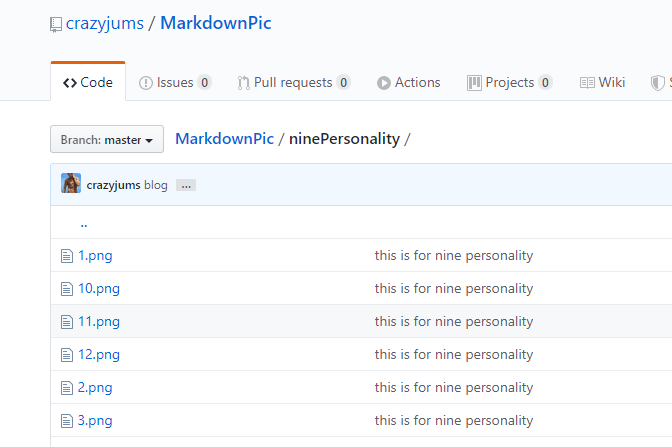 crazyjums / MarkdownPic
Code Issues 0 Pull requests 0 Actions Projects 0 Wiki
Branch: master MarkdownPic / ninePersonality /
crazyjums blog ...
..
1.png this is for nine personality
10.png this is for nine personality
11.png this is for nine personality
12.png this is for nine personality
2.png this is for nine personality
3.png this is for nine personality